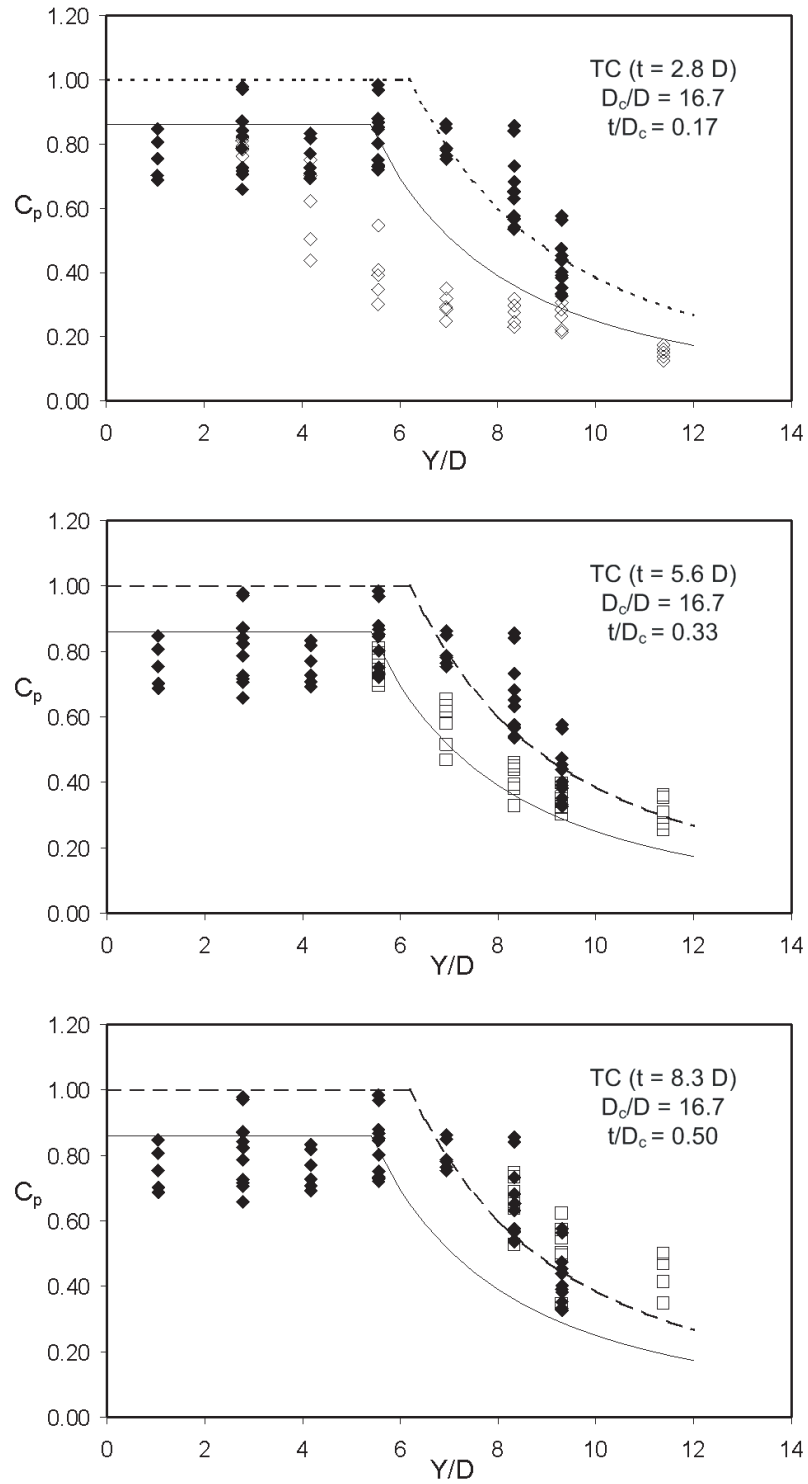 1.20
1.00
0.80
0.60
0.40
0.20
0.00
Cp
TC (t = 2.8 D)
Dc/D = 16.7
t/Dc = 0.17
0 2 4 6 8 10 12 14
Y/D
1.20
1.00
0.80
0.60
0.40
0.20
0.00
Cp
TC (t = 5.6 D)
Dc/D = 16.7
t/Dc = 0.33
0 2 4 6 8 10 12 14
Y/D
1.20
1.00
0.80
0.60
0.40
0.20
0.00
Cp
TC (t = 8.3 D)
Dc/D = 16.7
t/Dc = 0.50
0 2 4 6 8 10 12 14
Y/D